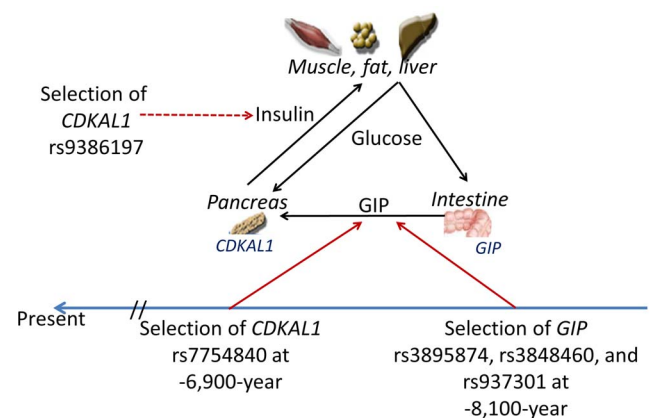 Muscle, fat, liver
Selection of
CDKAL1
rs9386197
Insulin
Glucose
Pancreas
GIP
Intestine
CDKAL1
GIP
Present
//
Selection of CDKAL1
rs7754840 at
-6,900-year
Selection of GIP
rs3895874, rs3848460, and
rs937301 at
-8,100-year